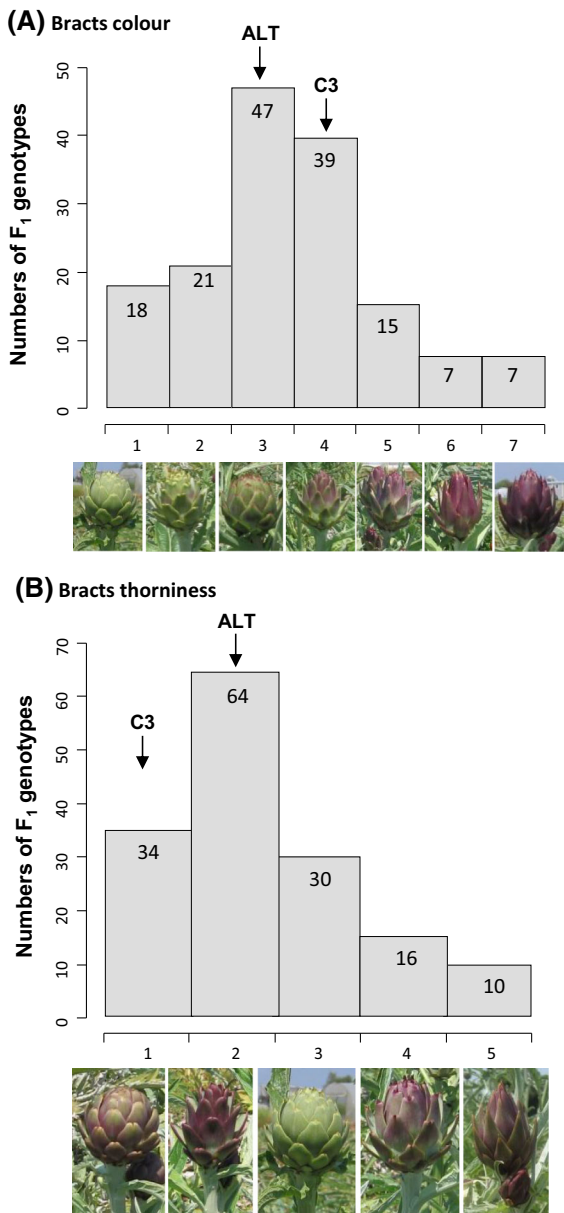 (A) Bracts colour
ALT
C3
Numbers of F₁ genotypes
50
40
30
20
10
0
18
21
47
39
15
7
7
1 2 3 4 5 6 7
(B) Bracts thorniness
ALT
C3
Numbers of F₁ genotypes
70
60
50
40
30
20
10
0
34
64
30
16
10
1 2 3 4 5